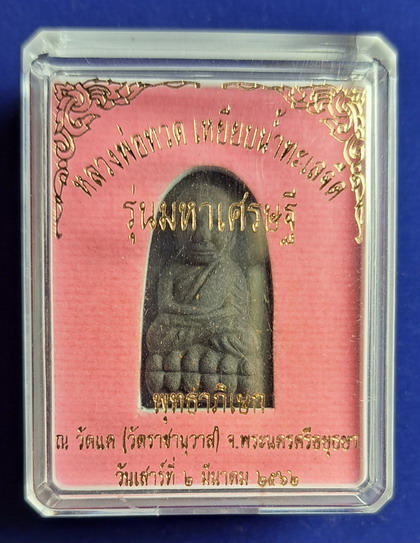 หลวงพ่อทวด เหยียบน้ำทะเลจืด
รุ่นมหาเศรษฐี
พุทธาภิเษก
ณ วัดแค (วัดราชานุวาส) จ.พระนครศรีอยุธยา
วันเสาร์ที่ ๒ มีนาคม ๒๕๖๒